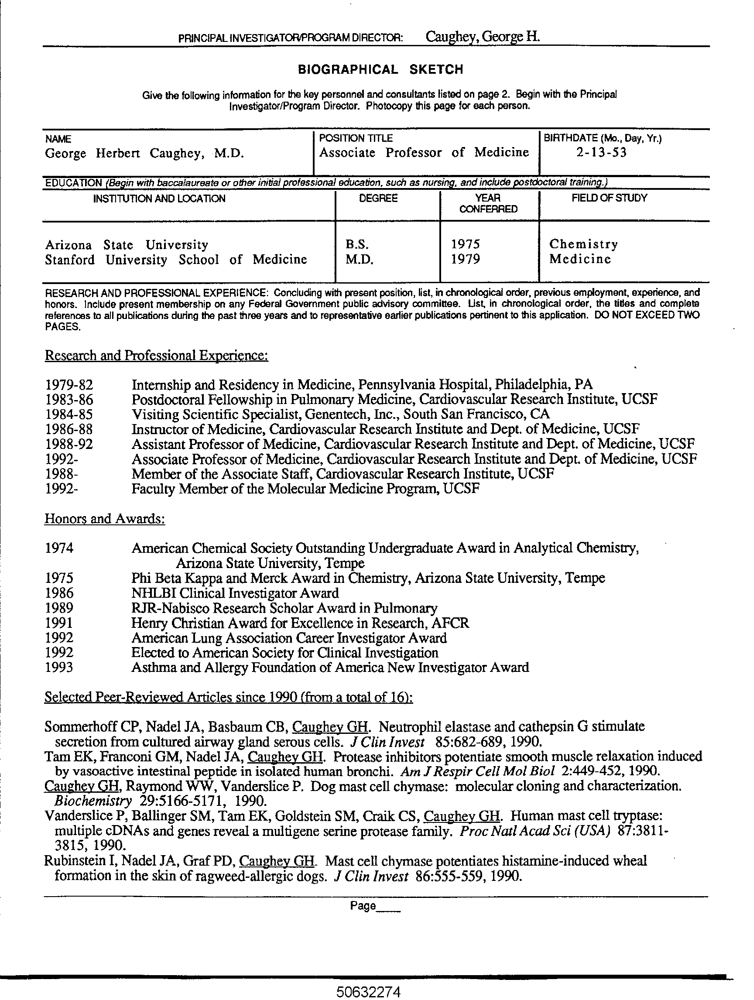 PRINCIPAL INVESTIGATOR/PROGRAM DIRECTOR: Caughey, George H.
BIOGRAPHICAL SKETCH
Give the following information for the key personnel and consultants listed on page 2. Begin with the Principal
Investigator/Program Director. Photocopy this page for each person.
NAME POSITION TITLE BIRTHDATE (Mo., Day, Yr.)
George Herbert Caughey, M.D. Associate Professor of Medicine 2-13-53
EDUCATION (Begin with baccalaureate or other initial professional education, such as nursing, and include postdoctoral training.)
INSTITUTION AND LOCATION DEGREE YEAR CONFERRED FIELD OF STUDY
Arizona State University B.S. 1975 Chemistry
Stanford University School of Medicine M.D. 1979 Medicine
RESEARCH AND PROFESSIONAL EXPERIENCE: Concluding with present position, list, in chronological order, previous employment, experience, and
honors. Include present membership on any Federal Government public advisory committee. List, in chronological order, the titles and complete
references to all publications during the past three years and to representative earlier publications pertinent to this application. DO NOT EXCEED TWO
PAGES.
Research and Professional Experience:
1979-82 Internship and Residency in Medicine, Pennsylvania Hospital, Philadelphia, PA
1983-86 Postdoctoral Fellowship in Pulmonary Medicine, Cardiovascular Research Institute, UCSF
1984-85 Visiting Scientific Specialist, Genentech, Inc., South San Francisco, CA
1986-88 Instructor of Medicine, Cardiovascular Research Institute and Dept. of Medicine, UCSF
1988-92 Assistant Professor of Medicine, Cardiovascular Research Institute and Dept. of Medicine, UCSF
1992- Associate Professor of Medicine, Cardiovascular Research Institute and Dept. of Medicine, UCSF
1988- Member of the Associate Staff, Cardiovascular Research Institute, UCSF
1992- Faculty Member of the Molecular Medicine Program, UCSF
Honors and Awards:
1974 American Chemical Society Outstanding Undergraduate Award in Analytical Chemistry,
Arizona State University, Tempe
1975 Phi Beta Kappa and Merck Award in Chemistry, Arizona State University, Tempe
1986 NHLBI Clinical Investigator Award
1989 RJR-Nabisco Research Scholar Award in Pulmonary
1991 Henry Christian Award for Excellence in Research, AFCR
1992 American Lung Association Career Investigator Award
1992 Elected to American Society for Clinical Investigation
1993 Asthma and Allergy Foundation of America New Investigator Award
Selected Peer-Reviewed Articles since 1990 (from a total of 16):
Sommerhoff CP, Nadel JA, Basbaum CB, Caughey GH. Neutrophil elastase and cathepsin G stimulate
secretion from cultured airway gland serous cells. J Clin Invest 85:682-689, 1990.
Tam EK, Franconi GM, Nadel JA, Caughey GH. Protease inhibitors potentiate smooth muscle relaxation induced
by vasoactive intestinal peptide in isolated human bronchi. Am J Respir Cell Mol Biol 2:449-452, 1990.
Caughey GH, Raymond WW, Vanderslice P. Dog mast cell chymase: molecular cloning and characterization.
Biochemistry 29:5166-5171, 1990.
Vanderslice P, Ballinger SM, Tam EK, Goldstein SM, Craik CS, Caughey GH. Human mast cell tryptase:
multiple cDNAs and genes reveal a multigene serine protease family. Proc Natl Acad Sci (USA) 87:3811-
3815, 1990.
Rubinstein I, Nadel JA, Graf PD, Caughey GH. Mast cell chymase potentiates histamine-induced wheal
formation in the skin of ragweed-allergic dogs. J Clin Invest 86:555-559, 1990.
Page____
50632274